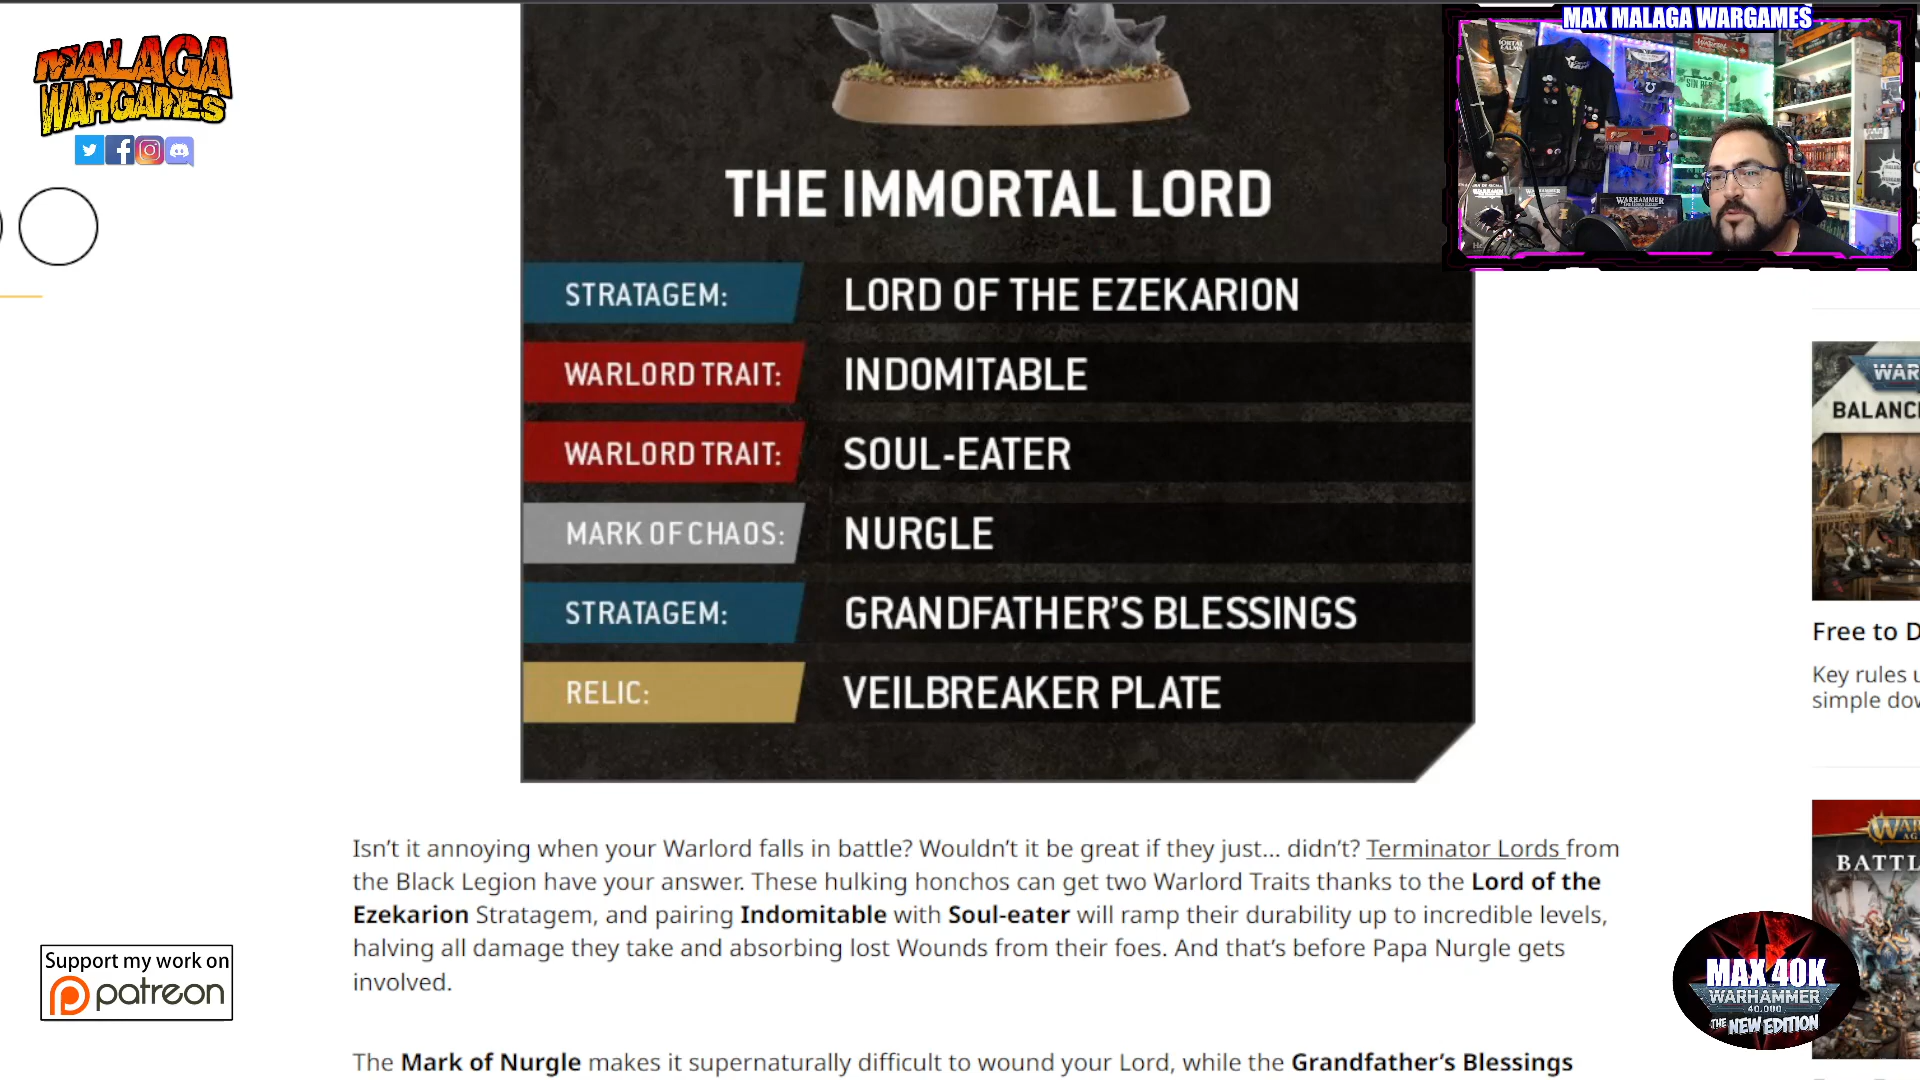 MAX MALAGA WARGAMES
MALAGA
WARGAMES
THE IMMORTAL LORD
STRATAGEM: LORD OF THE EZEKARION
WARLORD TRAIT: INDOMITABLE
WARLORD TRAIT: SOUL-EATER
MARK OF CHAOS: NURGLE
STRATAGEM: GRANDFATHER'S BLESSINGS
RELIC: VEILBREAKER PLATE
WARHAMMER
WAR
BALANC
Free to D
Key rules u
simple dow
WAR
BATTL
Isn't it annoying when your Warlord falls in battle? Wouldn't it be great if they just... didn't? Terminator Lords from
the Black Legion have your answer. These hulking honchos can get two Warlord Traits thanks to the Lord of the
Ezekarion Stratagem, and pairing Indomitable with Soul-eater will ramp their durability up to incredible levels,
halving all damage they take and absorbing lost Wounds from their foes. And that's before Papa Nurgle gets
involved.
The Mark of Nurgle makes it supernaturally difficult to wound your Lord, while the Grandfather's Blessings
Support my work on
patreon
MAX 40K
WARHAMMER
40,000
THE NEW EDITION